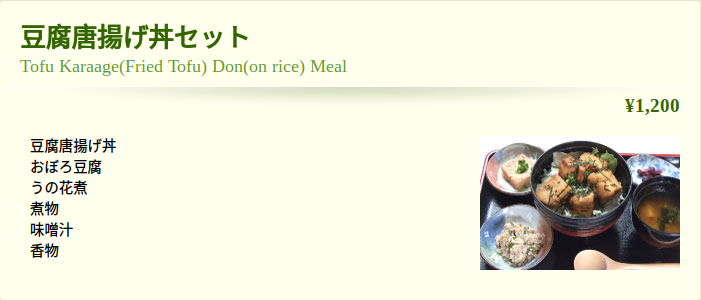 豆腐唐揚げ丼セット
Tofu Karaage(Fried Tofu) Don(on rice) Meal
¥1,200
豆腐唐揚げ丼
おぼろ豆腐
うの花煮
煮物
味噌汁
香物